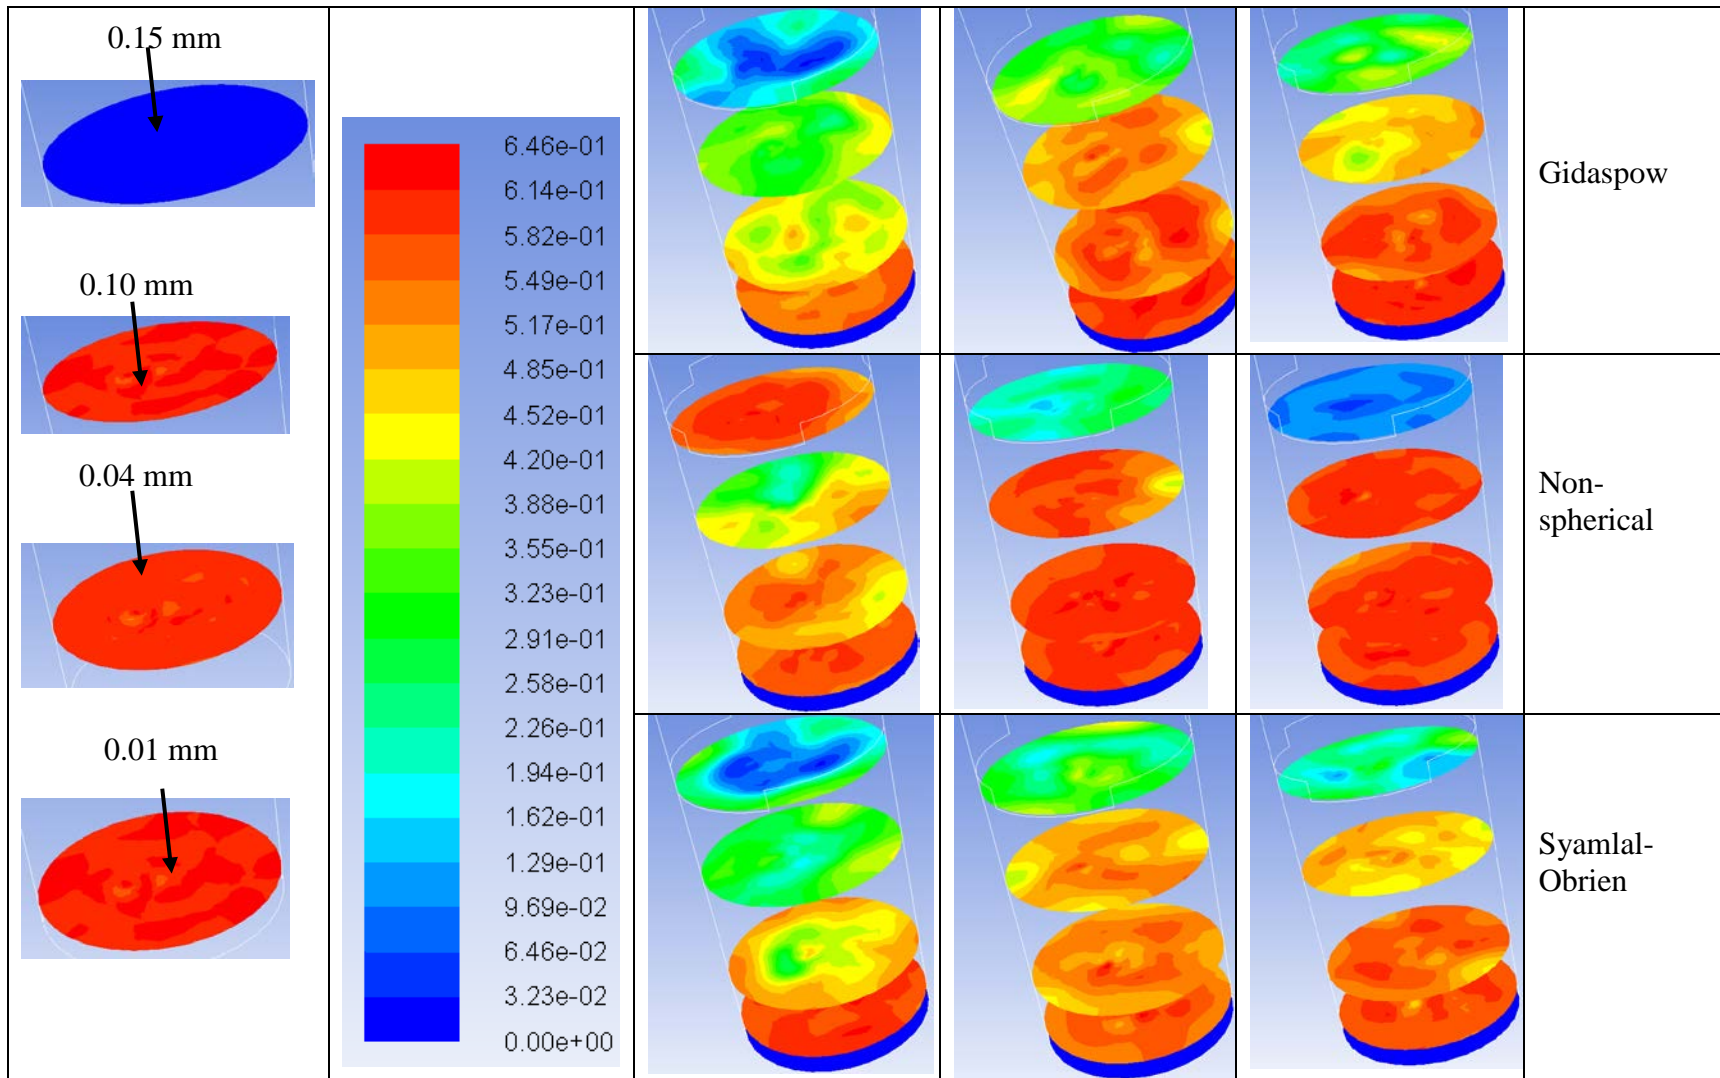 0.15 mm
0.10 mm
0.04 mm
0.01 mm
6.46e-01
6.14e-01
5.82e-01
5.49e-01
5.17e-01
4.85e-01
4.52e-01
4.20e-01
3.88e-01
3.55e-01
3.23e-01
2.91e-01
2.58e-01
2.26e-01
1.94e-01
1.62e-01
1.29e-01
9.69e-02
6.46e-02
3.23e-02
0.00e+00
Gidaspow
Non-
spherical
Syamlal-
Obrien